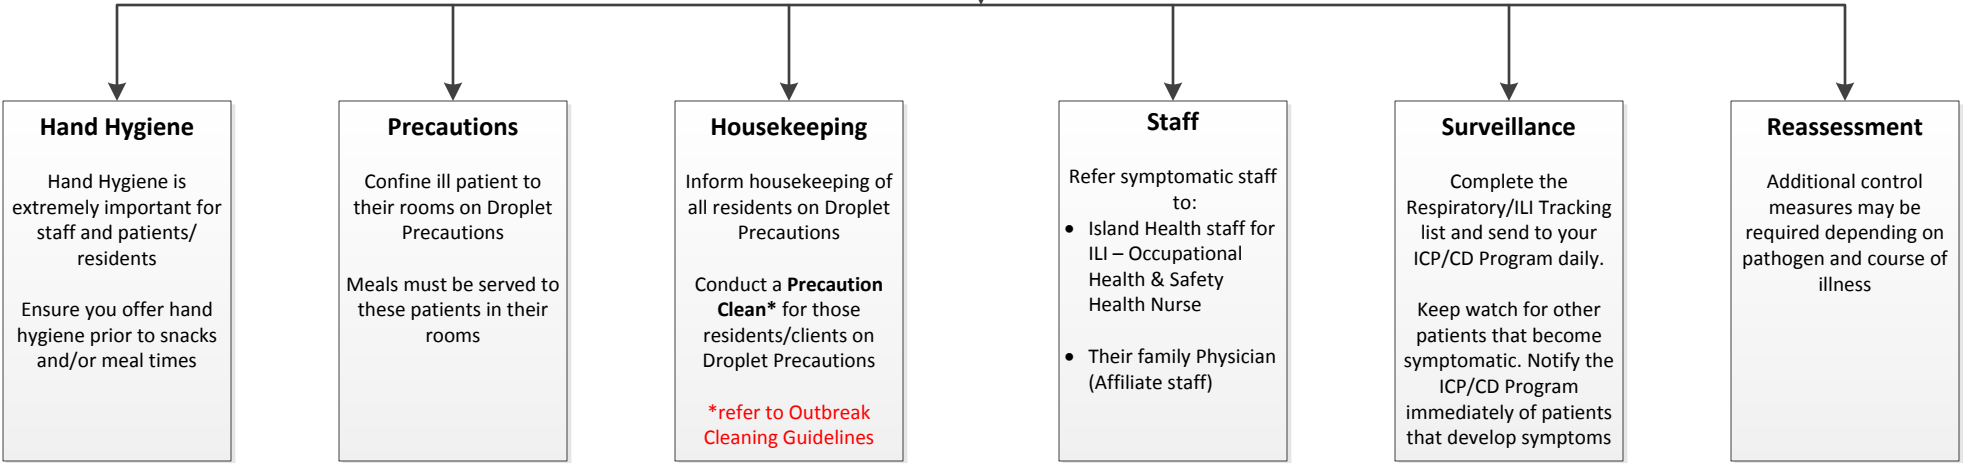 Hand Hygiene
Hand Hygiene is
extremely important for
staff and patients/
residents
Ensure you offer hand
hygiene prior to snacks
and/or meal times
Precautions
Confine ill patient to
their rooms on Droplet
Precautions
Meals must be served to
these patients in their
rooms
Housekeeping
Inform housekeeping of
all residents on Droplet
Precautions
Conduct a Precaution
Clean* for those
residents/clients on
Droplet Precautions
*refer to Outbreak
Cleaning Guidelines
Staff
Refer symptomatic staff
to:
• Island Health staff for
ILI – Occupational
Health & Safety
Health Nurse
• Their family Physician
(Affiliate staff)
Surveillance
Complete the
Respiratory/ILI Tracking
list and send to your
ICP/CD Program daily.
Keep watch for other
patients that become
symptomatic. Notify the
ICP/CD Program
immediately of patients
that develop symptoms
Reassessment
Additional control
measures may be
required depending on
pathogen and course of
illness